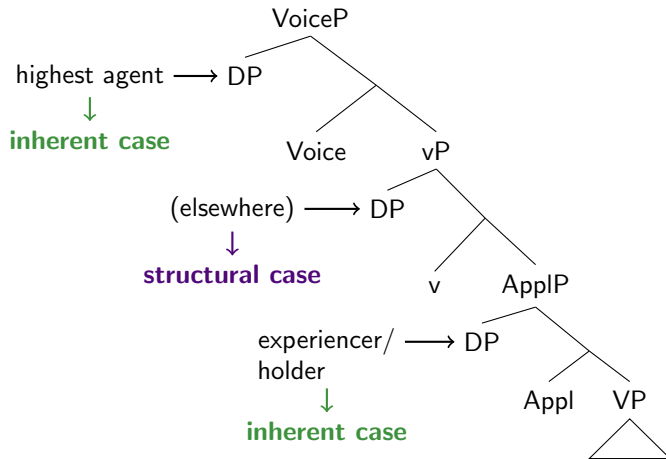 VoiceP
highest agent → DP
↓
inherent case
Voice vP
(elsewhere) → DP
↓
structural case
v ApplP
experiencer/ → DP
holder
↓
Appl VP
inherent case